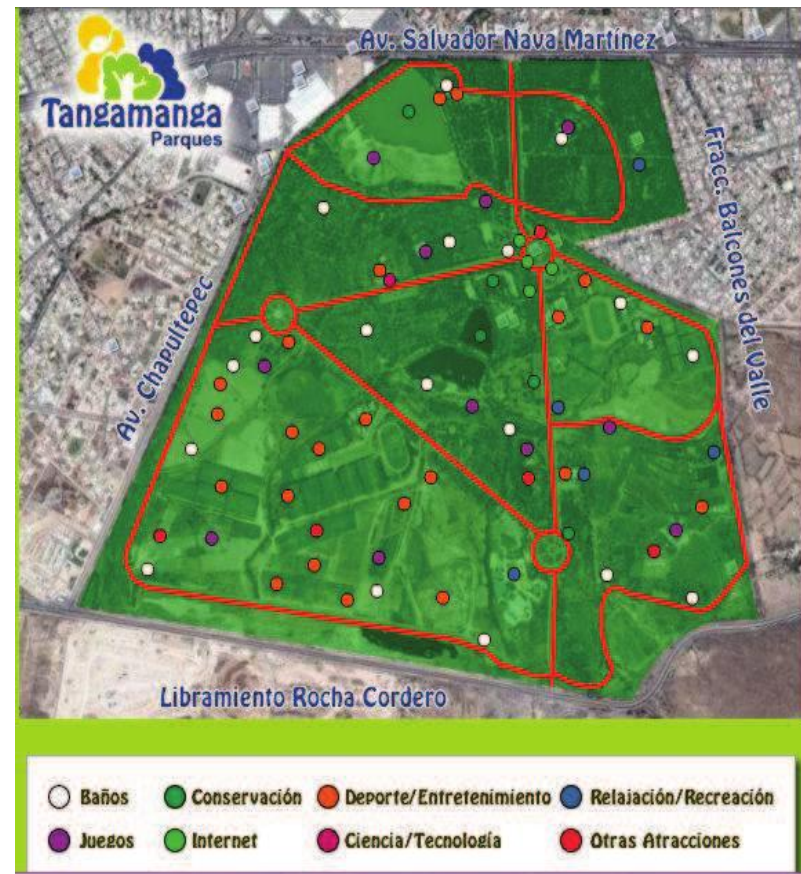 Av. Salvador Nava Martínez
Tangamanga
Parques
Fracc. Balcones del Valle
Av. Chapultepec
Libramiento Rocha Cordero
Baños
Conservación
Deporte/Entretenimiento
Relajación/Recreación
Juegos
Internet
Ciencia/Tecnología
Otras Atracciones